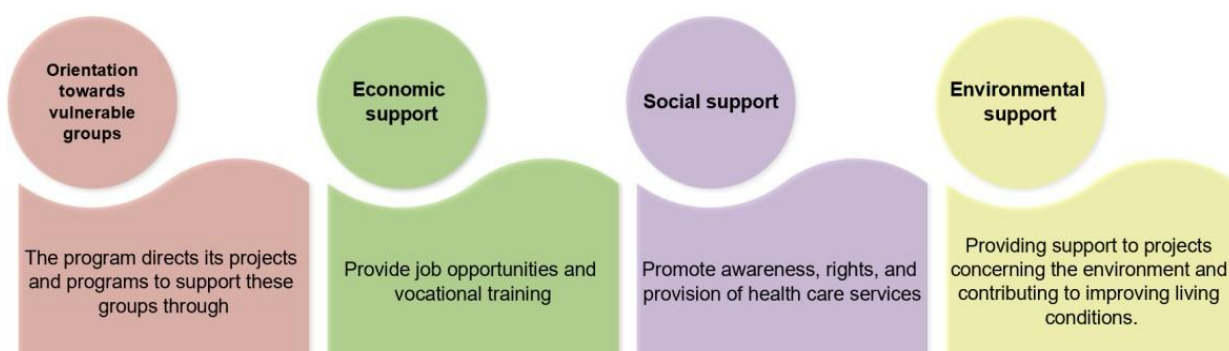 Orientation
towards
vulnerable
groups
The program directs its projects
and programs to support these
groups through
Economic
support
Provide job opportunities and
vocational training
Social support
Promote awareness, rights, and
provision of health care services
Environmental
support
Providing support to projects
concerning the environment and
contributing to improving living
conditions.